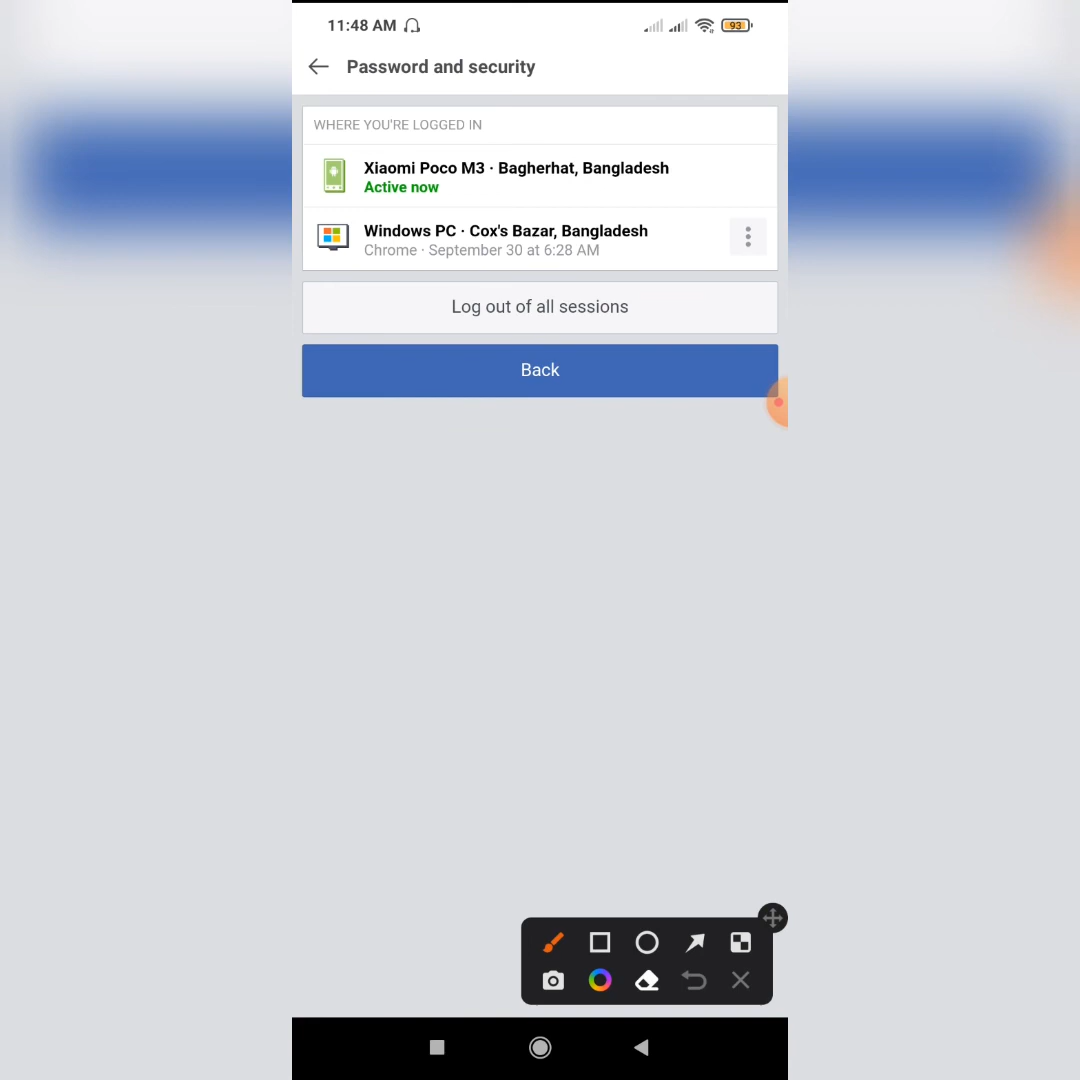 11:48 AM
93
Password and security
WHERE YOU'RE LOGGED IN
Xiaomi Poco M3 · Bagherhat, Bangladesh
Active now
Windows PC · Cox's Bazar, Bangladesh
Chrome · September 30 at 6:28 AM
Log out of all sessions
Back